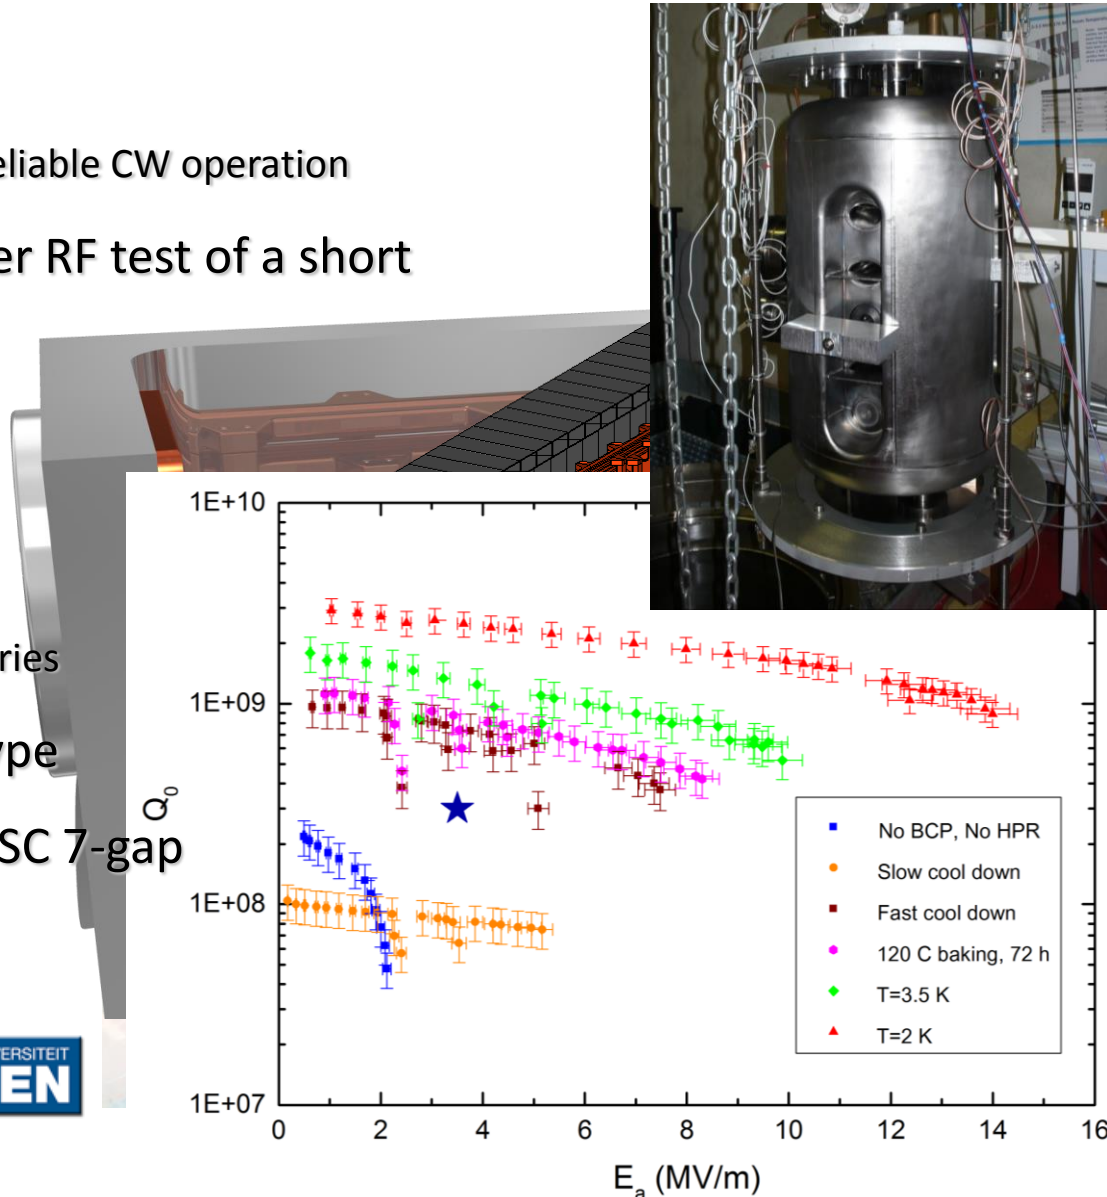 eliable CW operation
er RF test of a short
ries
ype
SC 7-gap
ERSITEIT
EN
1E+10
1E+09
1E+08
1E+07
Q0
0 2 4 6 8 10 12 14 16
Ea (MV/m)
No BCP, No HPR
Slow cool down
Fast cool down
120 C baking, 72 h
T=3.5 K
T=2 K